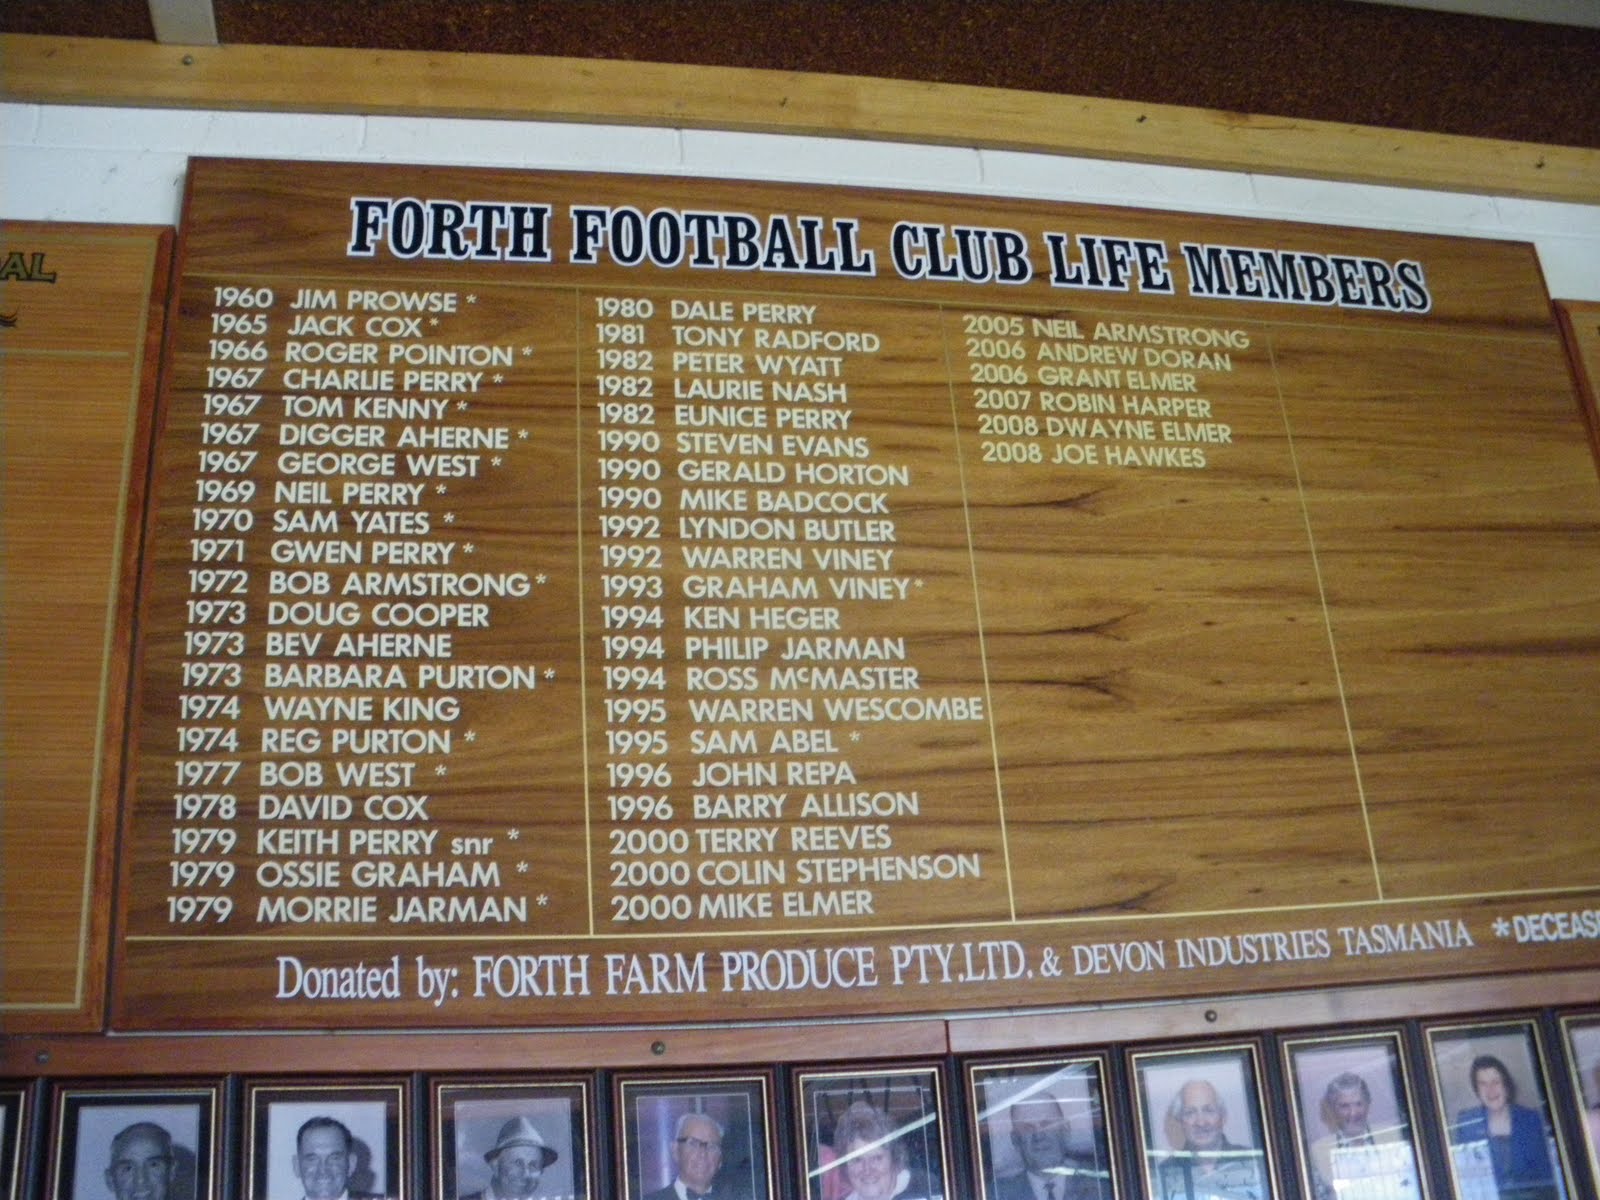 AL
FORTH FOOTBALL CLUB LIFE MEMBERS
1960 JIM PROWSE *
1965 JACK COX *
1966 ROGER POINTON *
1967 CHARLIE PERRY *
1967 TOM KENNY *
1967 DIGGER AHERNE *
1967 GEORGE WEST *
1969 NEIL PERRY *
1970 SAM YATES *
1971 GWEN PERRY *
1972 BOB ARMSTRONG *
1973 DOUG COOPER
1973 BEV AHERNE
1973 BARBARA PURTON *
1974 WAYNE KING
1974 REG PURTON *
1977 BOB WEST *
1978 DAVID COX
1979 KEITH PERRY snr *
1979 OSSIE GRAHAM *
1979 MORRIE JARMAN *
1980 DALE PERRY
1981 TONY RADFORD
1982 PETER WYATT
1982 LAURIE NASH
1982 EUNICE PERRY
1990 STEVEN EVANS
1990 GERALD HORTON
1990 MIKE BADCOCK
1992 LYNDON BUTLER
1992 WARREN VINEY
1993 GRAHAM VINEY *
1994 KEN HEGER
1994 PHILIP JARMAN
1994 ROSS McMASTER
1995 WARREN WESCOMBE
1995 SAM ABEL *
1996 JOHN REPA
1996 BARRY ALLISON
2000 TERRY REEVES
2000 COLIN STEPHENSON
2000 MIKE ELMER
2005 NEIL ARMSTRONG
2006 ANDREW DORAN
2006 GRANT ELMER
2007 ROBIN HARPER
2008 DWAYNE ELMER
2008 JOE HAWKES
Donated by: FORTH FARM PRODUCE PTY.LTD. & DEVON INDUSTRIES TASMANIA *DECEAS